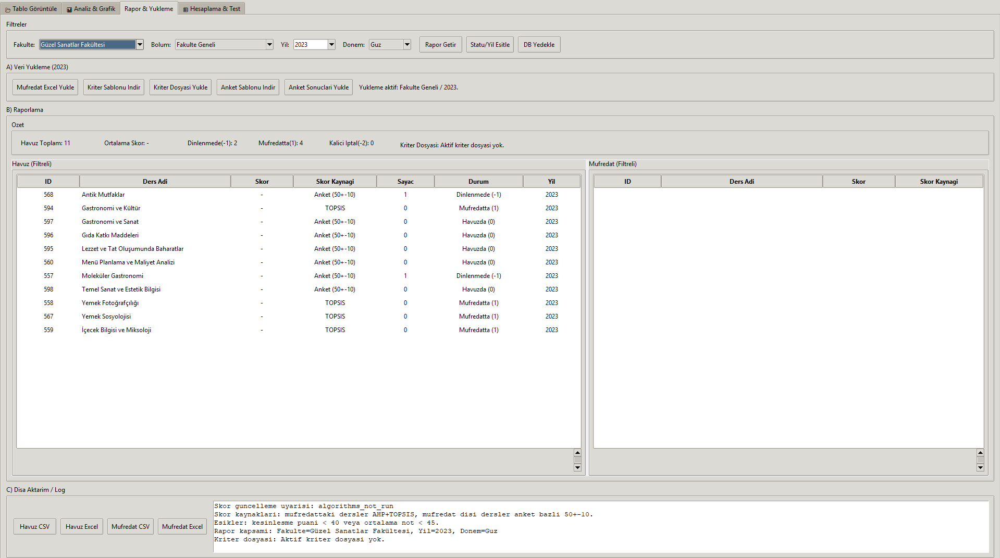 Tablo Görüntüle Analiz & Grafik Rapor & Yukleme Hesaplama & Test
Filtreler
Fakulte: Güzel Sanatlar Fakültesi Bolum: Fakulte Geneli Yil: 2023 Donem: Guz Rapor Getir Statu/Yil Esitle DB Yedekle
A) Veri Yukleme (2023)
Mufredat Excel Yukle Kriter Sablonu Indir Kriter Dosyasi Yukle Anket Sablonu Indir Anket Sonuclari Yukle Yukleme aktif: Fakulte Geneli / 2023.
B) Raporlama
Ozet
Havuz Toplam: 11 Ortalama Skor: - Dinlenmede(-1): 2 Mufredatta(1): 4 Kalici Iptal(-2): 0 Kriter Dosyasi: Aktif kriter dosyasi yok.
Havuz (Filtreli)
ID Ders Adi Skor Skor Kaynagi Sayac Durum Yil
568 Antik Mutfaklar - Anket (50+-10) 1 Dinlenmede (-1) 2023
594 Gastronomi ve Kültür - TOPSIS 0 Mufredatta (1) 2023
597 Gastronomi ve Sanat - Anket (50+-10) 0 Havuzda (0) 2023
596 Gıda Katkı Maddeleri - Anket (50+-10) 0 Havuzda (0) 2023
595 Lezzet ve Tat Oluşumunda Baharatlar - Anket (50+-10) 0 Havuzda (0) 2023
560 Menü Planlama ve Maliyet Analizi - Anket (50+-10) 0 Havuzda (0) 2023
557 Moleküler Gastronomi - Anket (50+-10) 1 Dinlenmede (-1) 2023
598 Temel Sanat ve Estetik Bilgisi - Anket (50+-10) 0 Havuzda (0) 2023
558 Yemek Fotoğrafçılığı - TOPSIS 0 Mufredatta (1) 2023
567 Yemek Sosyolojisi - TOPSIS 0 Mufredatta (1) 2023
559 İçecek Bilgisi ve Miksoloji - TOPSIS 0 Mufredatta (1) 2023
Mufredat (Filtreli)
ID Ders Adi Skor Skor Kaynagi
C) Disa Aktarim / Log
Havuz CSV Havuz Excel Mufredat CSV Mufredat Excel
Skor guncelleme uyarisi: algorithms_not_run
Skor kaynaklari: mufredattaki dersler AHP+TOPSIS, mufredat disi dersler anket bazli 50+-10.
Esikler: kesinlesme puani < 40 veya ortalama not < 45.
Rapor kapsami: Fakulte=Güzel Sanatlar Fakültesi, Yil=2023, Donem=Guz
Kriter dosyasi: Aktif kriter dosyasi yok.